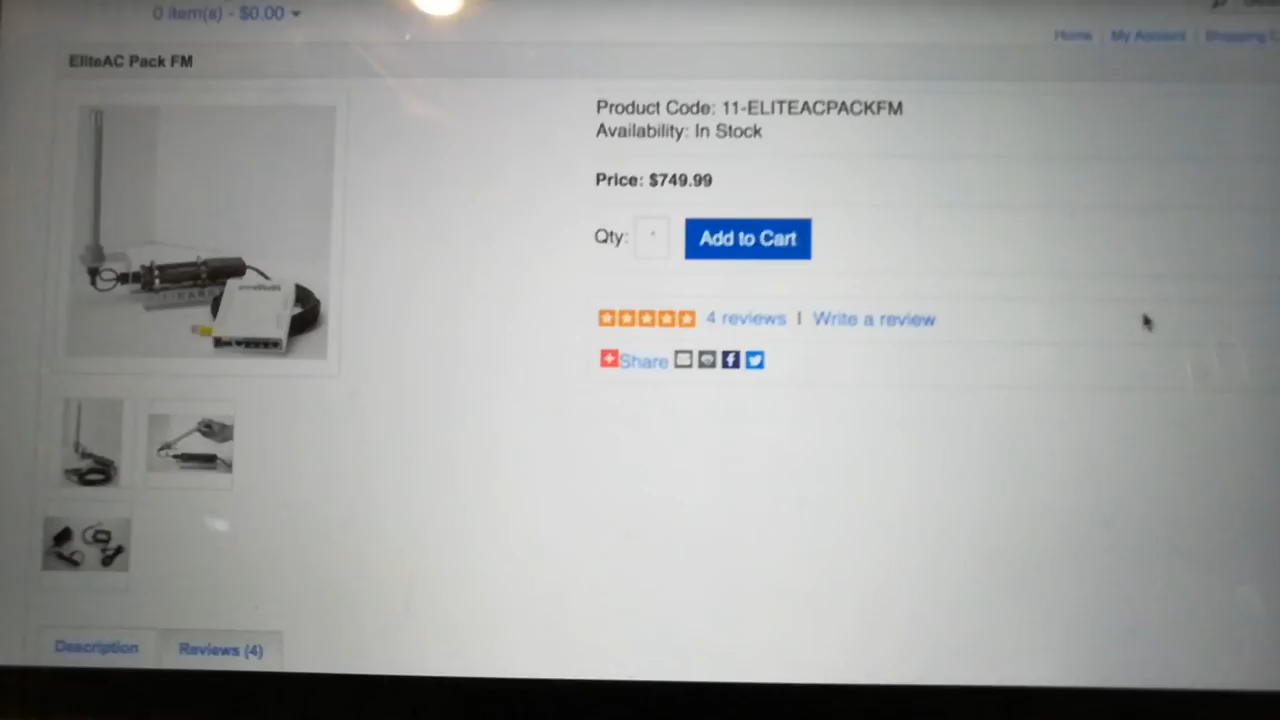 0 item(s) - $0.00
Home | My Account | Shopping
EliteAC Pack FM
Product Code: 11-ELITEACPACKFM
Availability: In Stock
Price: $749.99
Qty:
Add to Cart
4 reviews | Write a review
Share
Description
Reviews (4)